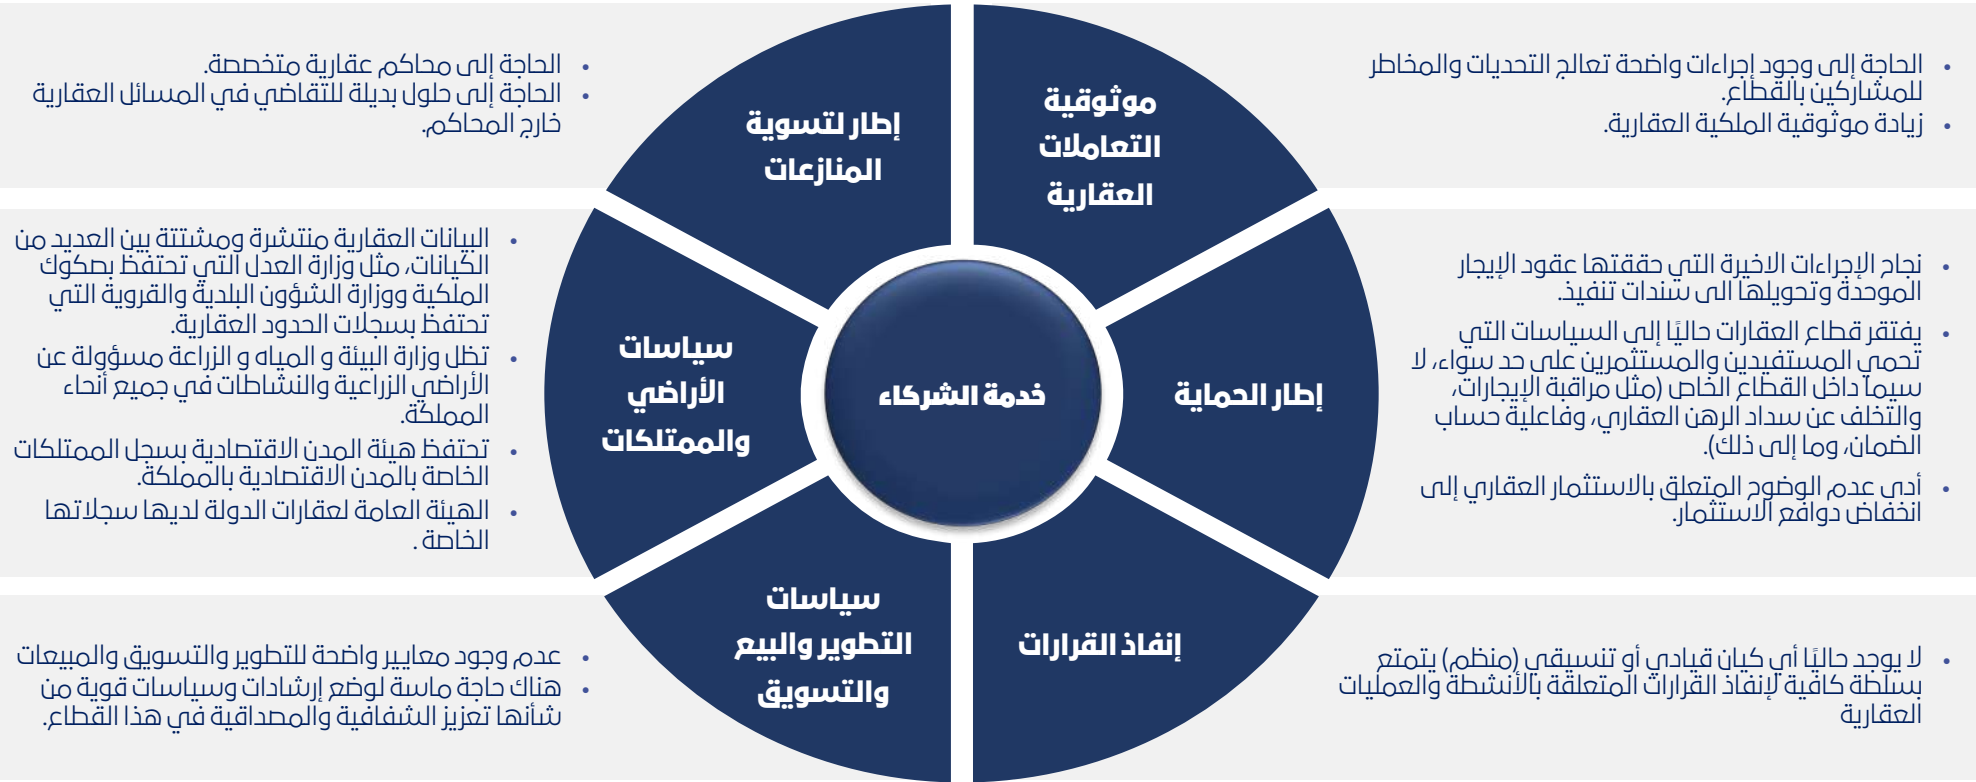 موثوقية
التعاملات
العقارية
الحاجة إلى وجود إجراءات واضحة تعالج التحديات والمخاطر
للمشاركين بالقطاع.
زيادة موثوقية الملكية العقارية.
إطار الحماية
نجاح الإجراءات الاخيرة التي حققتها عقود الإيجار
الموحدة وتحويلها الى سندات تنفيذ.
يفتقر قطاع العقارات حاليًا إلى السياسات التي
تحمي المستفيدين والمستثمرين على حد سواء، لا
سيما داخل القطاع الخاص (مثل مراقبة الإيجارات،
والتخلف عن سداد الرهن العقاري، وفاعلية حساب
الضمان، وما إلى ذلك).
أدى عدم الوضوح المتعلق بالاستثمار العقاري إلى
انخفاض دوافع الاستثمار.
إنفاذ القرارات
لا يوجد حاليًا أي كيان قيادي أو تنسيقي (منظم) يتمتع
بسلطة كافية لإنفاذ القرارات المتعلقة بالأنشطة والعمليات
العقارية
خدمة الشركاء
إطار لتسوية
المنازعات
الحاجة إلى محاكم عقارية متخصصة.
الحاجة إلى حلول بديلة للتقاضي في المسائل العقارية
خارج المحاكم.
سياسات
الأراضي
والممتلكات
البيانات العقارية منتشرة ومشتتة بين العديد من
الكيانات، مثل وزارة العدل التي تحتفظ بصكوك
الملكية ووزارة الشؤون البلدية والقروية التي
تحتفظ بسجلات الحدود العقارية.
تظل وزارة البيئة و المياه و الزراعة مسؤولة عن
الأراضي الزراعية والنشاطات في جميع أنحاء
المملكة.
تحتفظ هيئة المدن الاقتصادية بسجل الممتلكات
الخاصة بالمدن الاقتصادية بالمملكة.
الهيئة العامة لعقارات الدولة لديها سجلاتها
الخاصة .
سياسات
التطوير والبيع
والتسويق
عدم وجود معايير واضحة للتطوير والتسويق والمبيعات
هناك حاجة ماسة لوضع إرشادات وسياسات قوية من
شأنها تعزيز الشفافية والمصداقية في هذا القطاع.